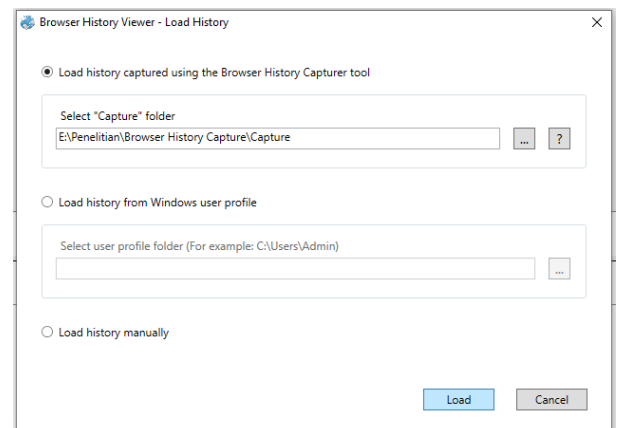 Browser History Viewer - Load History
Load history captured using the Browser History Capturer tool
Select "Capture" folder
E:\Penelitian\Browser History Capture\Capture
... ?
Load history from Windows user profile
Select user profile folder (For example: C:\Users\Admin)
...
Load history manually
Load Cancel